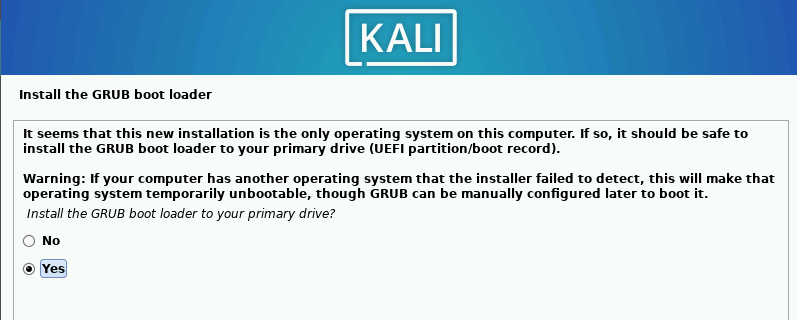 KALI
Install the GRUB boot loader
It seems that this new installation is the only operating system on this computer. If so, it should be safe to
install the GRUB boot loader to your primary drive (UEFI partition/boot record).
Warning: If your computer has another operating system that the installer failed to detect, this will make that
operating system temporarily unbootable, though GRUB can be manually configured later to boot it.
Install the GRUB boot loader to your primary drive?
No
Yes